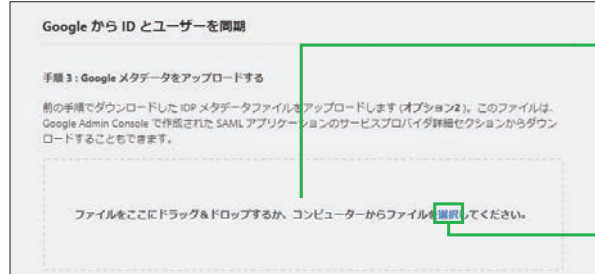 Google から ID とユーザーを同期
手順 3 : Google メタデータをアップロードする
前の手順でダウンロードした IDP メタデータファイルをアップロードします (オプション2)。このファイルは、
Google Admin Console で作成された SAML アプリケーションのサービスプロバイダ詳細セクションからダウン
ロードすることもできます。
ファイルをここにドラッグ&ドロップするか、コンピューターからファイルを選択してください。